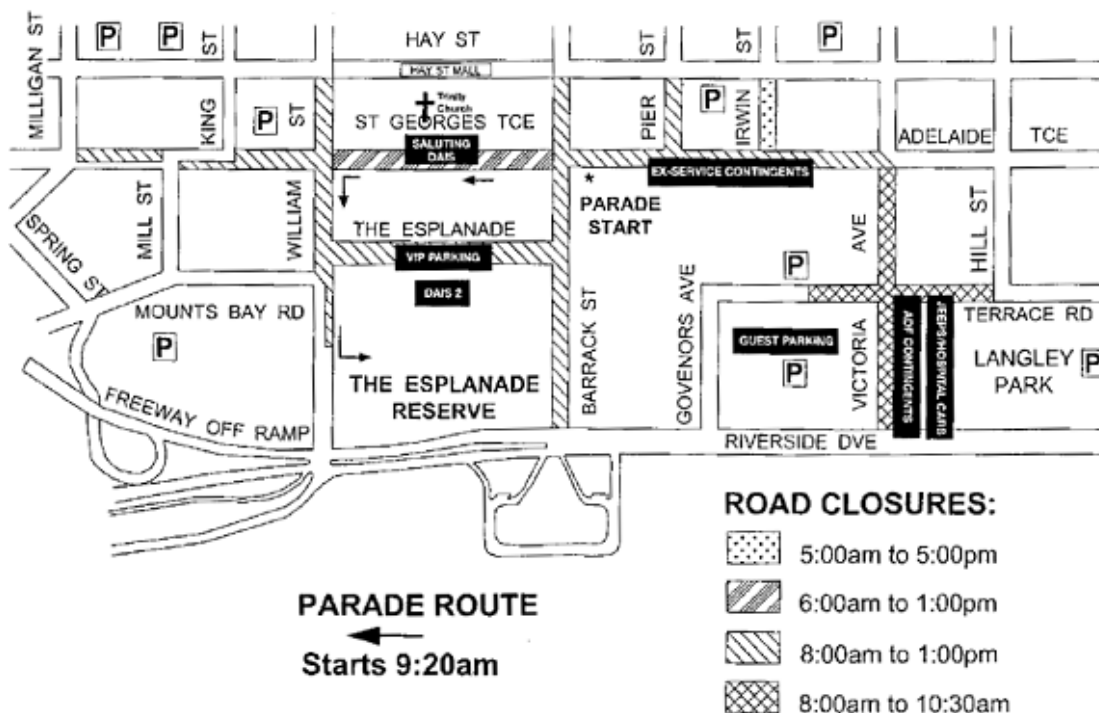 MILLIGAN ST
P
P
KING
ST
P
ST
HAY ST
HAY ST MALL
Trinity
Church
ST GEORGES TCE
SALUTING
DAIS
PIER
ST
P
IRWIN
ST
P
ADELAIDE TCE
EX-SERVICE CONTINGENTS
*
PARADE
START
SPRING ST
MILL ST
WILLIAM
THE ESPLANADE
VIP PARKING
DAIS 2
MOUNTS BAY RD
P
FREEWAY OFF RAMP
THE ESPLANADE
RESERVE
BARRACK ST
GOVENORS AVE
P
AVE
VICTORIA
GUEST PARKING
P
ADF CONTINGENTS
JEEPS/HOSPITAL CARS
HILL ST
TERRACE RD
LANGLEY
PARK
P
RIVERSIDE DVE
PARADE ROUTE
Starts 9:20am
ROAD CLOSURES:
5:00am to 5:00pm
6:00am to 1:00pm
8:00am to 1:00pm
8:00am to 10:30am